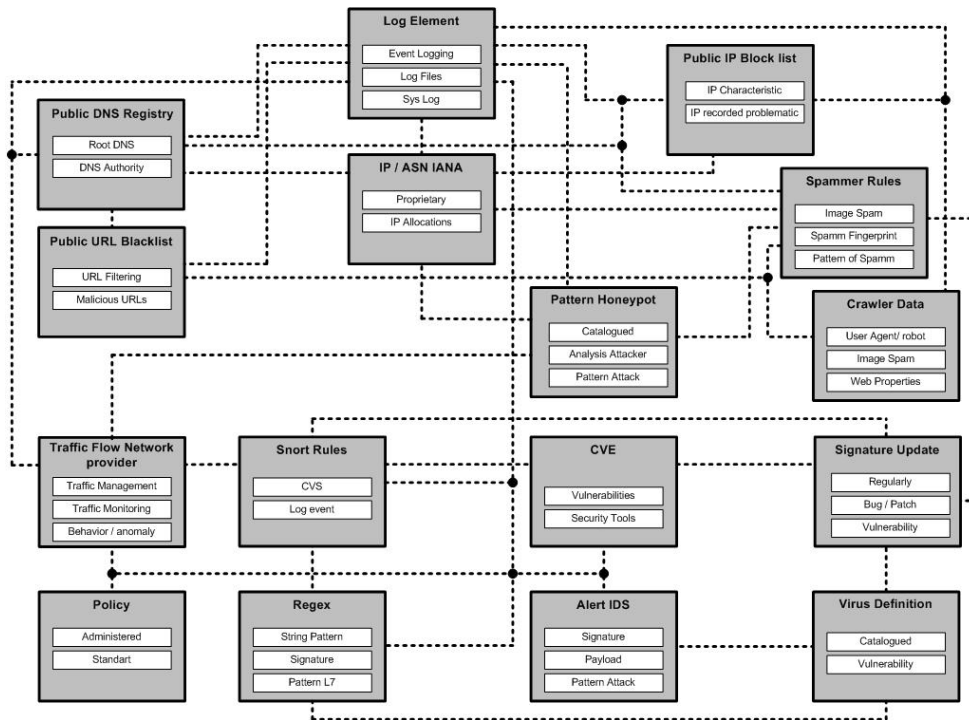 Log Element
Event Logging
Log Files
Sys Log
Public IP Block list
IP Characteristic
IP recorded problematic
Public DNS Registry
Root DNS
DNS Authority
IP / ASN IANA
Proprietary
IP Allocations
Spammer Rules
Image Spam
Spamm Fingerprint
Pattern of Spamm
Public URL Blacklist
URL Filtering
Malicious URLs
Pattern Honeypot
Catalogued
Analysis Attacker
Pattern Attack
Crawler Data
User Agent/ robot
Image Spam
Web Properties
Traffic Flow Network
provider
Traffic Management
Traffic Monitoring
Behavior / anomaly
Snort Rules
CVS
Log event
CVE
Vulnerabilities
Security Tools
Signature Update
Regularly
Bug / Patch
Vulnerability
Policy
Administered
Standart
Regex
String Pattern
Signature
Pattern L7
Alert IDS
Signature
Payload
Pattern Attack
Virus Definition
Catalogued
Vulnerability